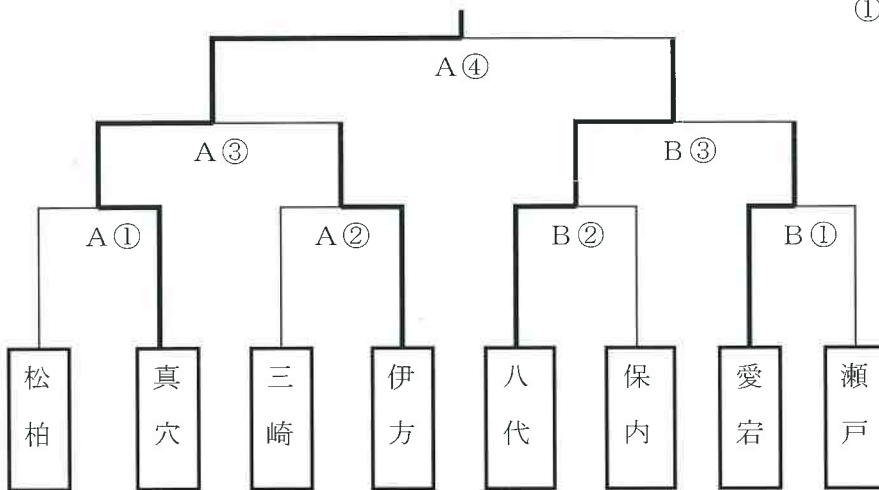 ①
A④
A③
B③
A①
A②
B②
B①
松柏
真穴
三崎
伊方
八代
保内
愛宕
瀬戸